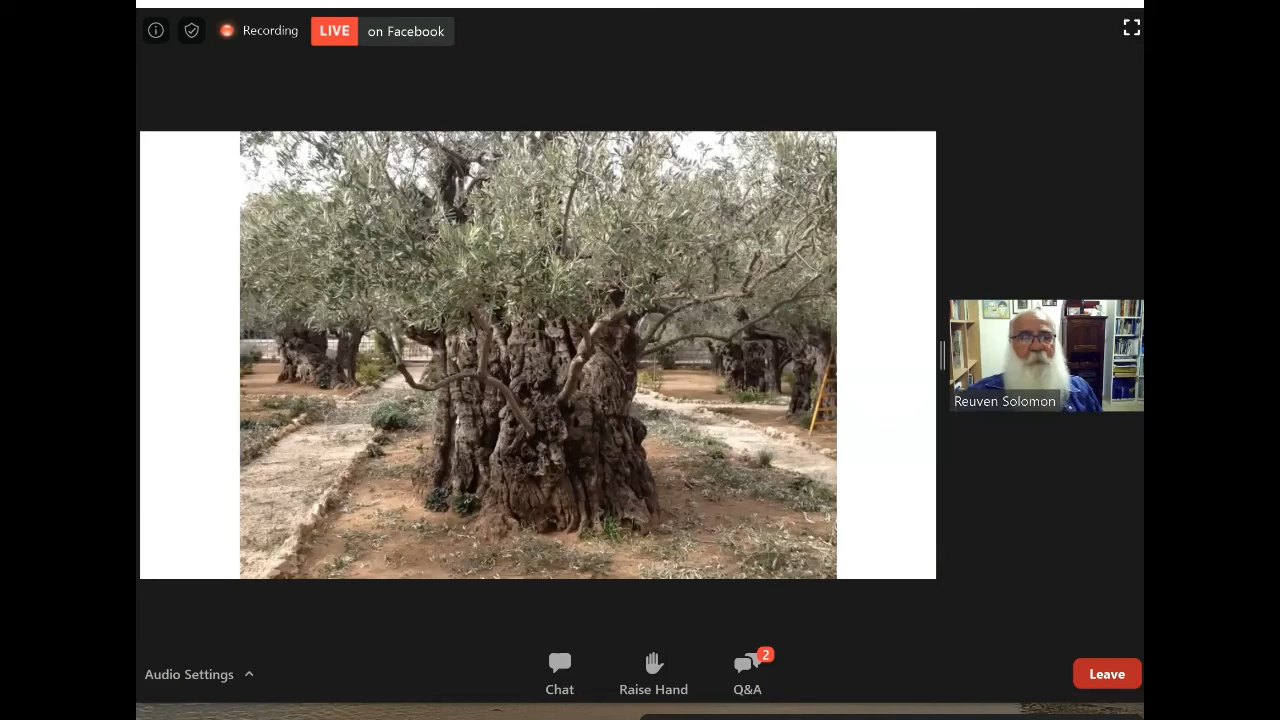 Recording
LIVE on Facebook
Reuven Solomon
Audio Settings
Chat
Raise Hand
2
Q&A
Leave